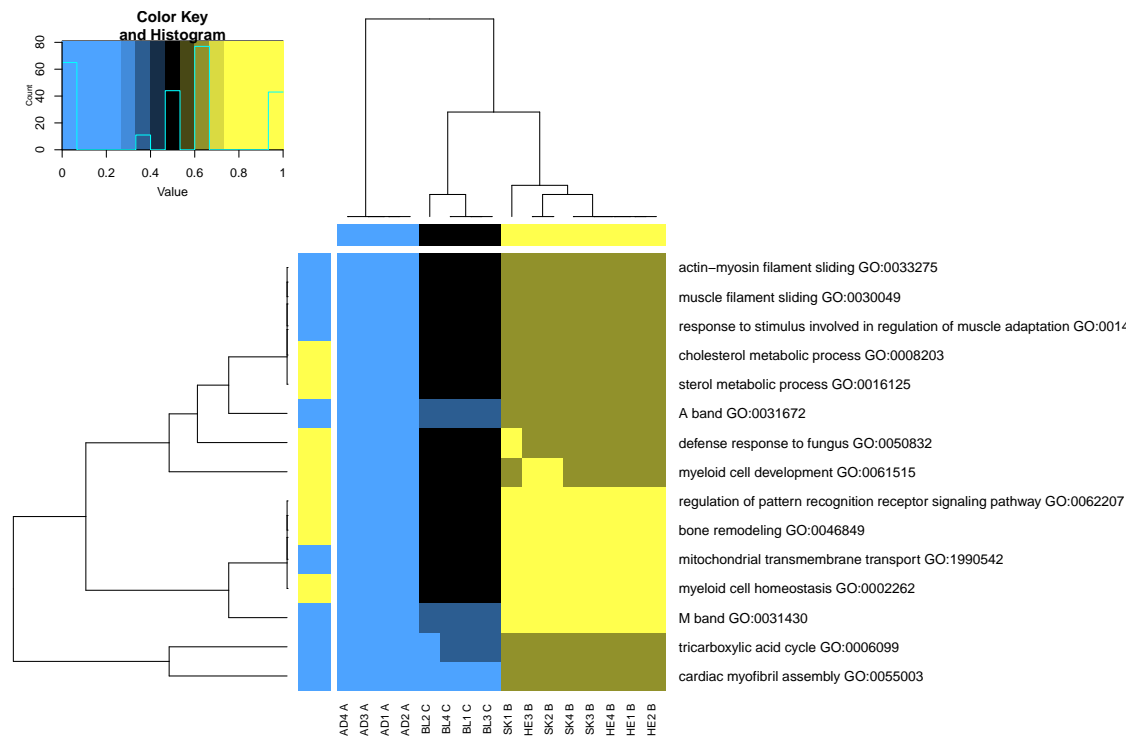 Color Key
and Histogram
Count
0
20
40
60
80
0 0.2 0.4 0.6 0.8 1
Value
actin−myosin filament sliding GO:0033275
muscle filament sliding GO:0030049
response to stimulus involved in regulation of muscle adaptation GO:0014
cholesterol metabolic process GO:0008203
sterol metabolic process GO:0016125
A band GO:0031672
defense response to fungus GO:0050832
myeloid cell development GO:0061515
regulation of pattern recognition receptor signaling pathway GO:0062207
bone remodeling GO:0046849
mitochondrial transmembrane transport GO:1990542
myeloid cell homeostasis GO:0002262
M band GO:0031430
tricarboxylic acid cycle GO:0006099
cardiac myofibril assembly GO:0055003
AD4 A
AD3 A
AD1 A
AD2 A
BL2 C
BL4 C
BL1 C
BL3 C
SK1 B
HE3 B
SK2 B
SK4 B
SK3 B
HE4 B
HE1 B
HE2 B